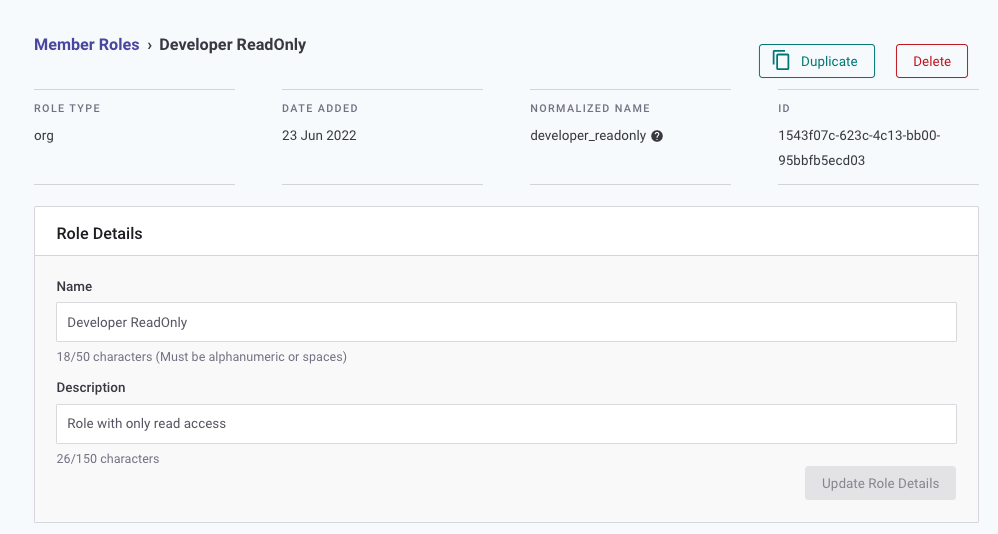 Member Roles › Developer ReadOnly
Duplicate
Delete
ROLE TYPE
org
DATE ADDED
23 Jun 2022
NORMALIZED NAME
developer_readonly ?
ID
1543f07c-623c-4c13-bb00-
95bbfb5ecd03
Role Details
Name
Developer ReadOnly
18/50 characters (Must be alphanumeric or spaces)
Description
Role with only read access
26/150 characters
Update Role Details